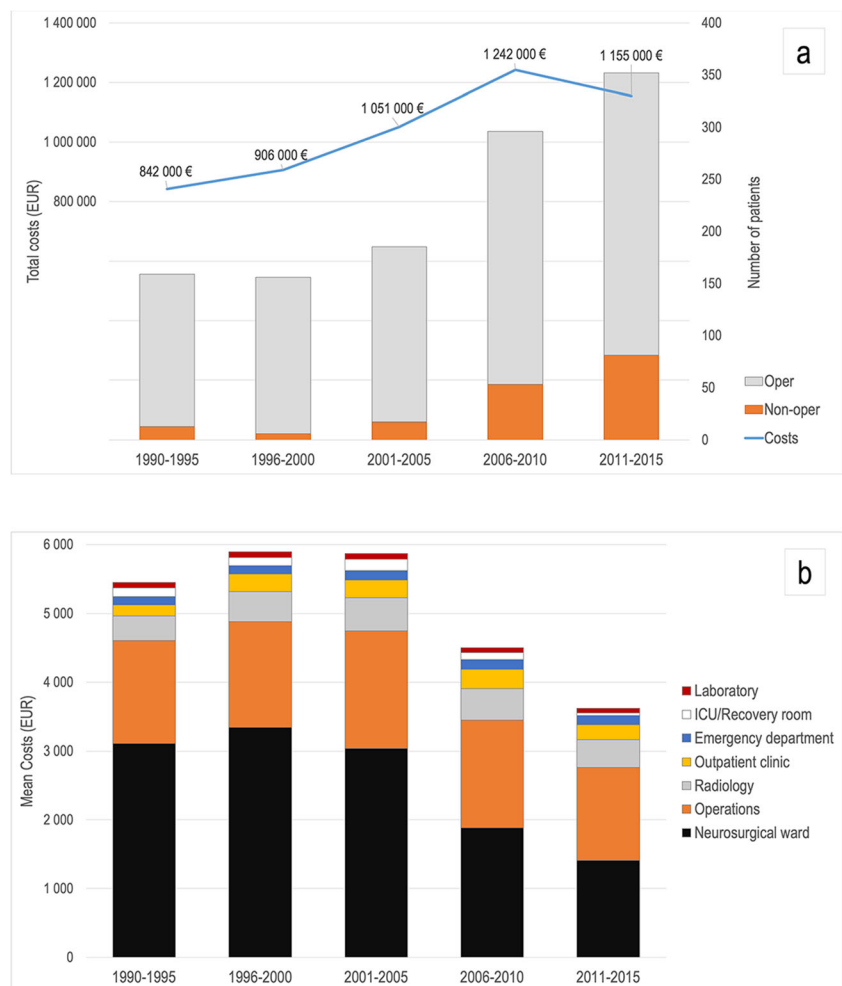 a
1 400 000
1 200 000
1 000 000
800 000
Total costs (EUR)
842 000 €
906 000 €
1 051 000 €
1 242 000 €
1 155 000 €
400
350
300
250
200
150
100
50
0
Number of patients
Oper
Non-oper
Costs
1990-1995
1996-2000
2001-2005
2006-2010
2011-2015
b
6 000
5 000
4 000
3 000
2 000
1 000
0
Mean Costs (EUR)
Laboratory
ICU/Recovery room
Emergency department
Outpatient clinic
Radiology
Operations
Neurosurgical ward
1990-1995
1996-2000
2001-2005
2006-2010
2011-2015